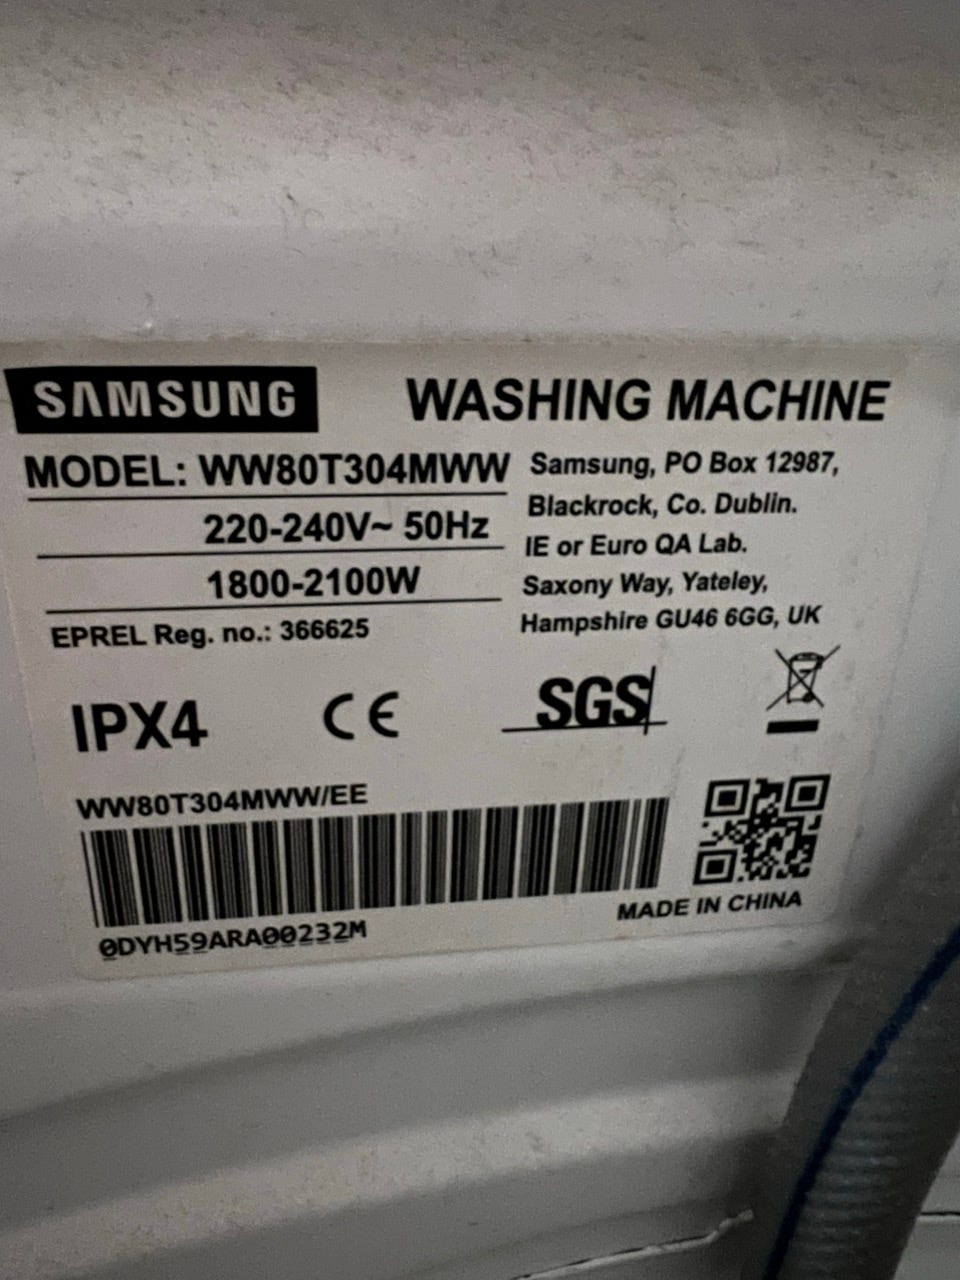 SAMSUNG
WASHING MACHINE
MODEL: WW80T304MWW
220-240V~ 50Hz
1800-2100W
EPREL Reg. no.: 366625
Samsung, PO Box 12987,
Blackrock, Co. Dublin.
IE or Euro QA Lab.
Saxony Way, Yateley,
Hampshire GU46 6GG, UK
IPX4
CE
SGS
WW80T304MWW/EE
0DYH59ARA00232M
MADE IN CHINA